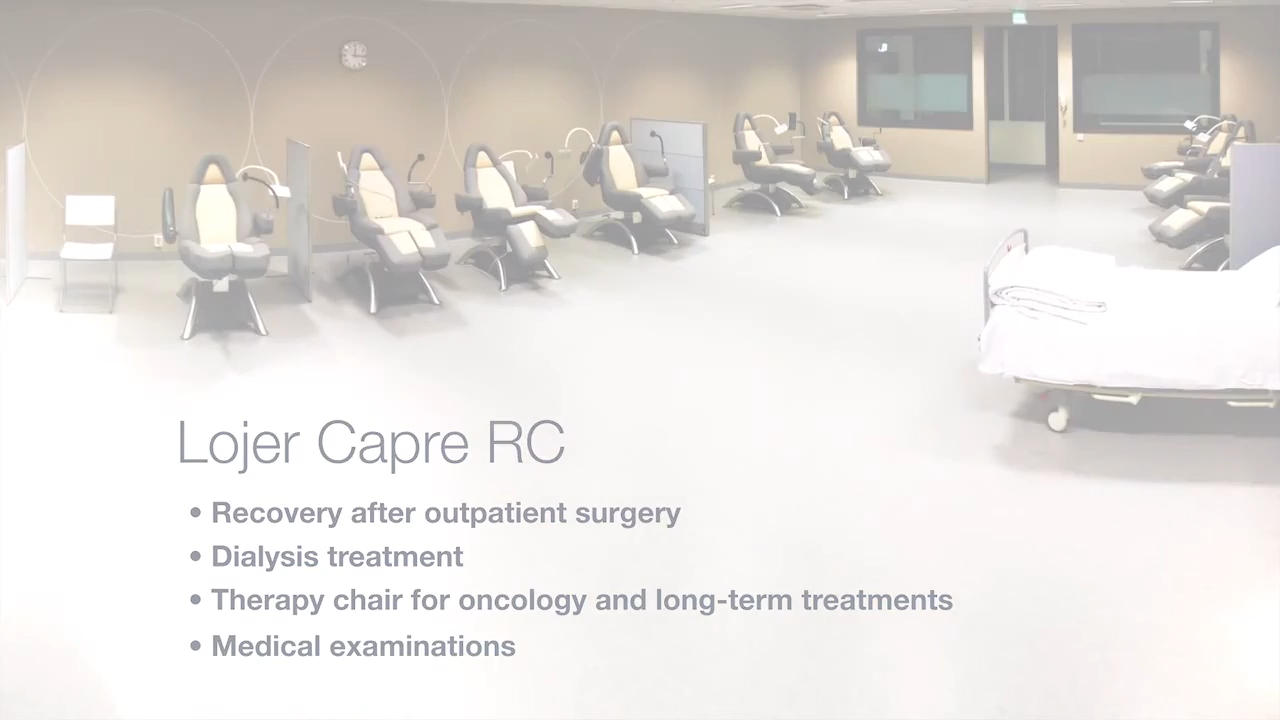 Lojer Capre RC
• Recovery after outpatient surgery
• Dialysis treatment
• Therapy chair for oncology and long-term treatments
• Medical examinations